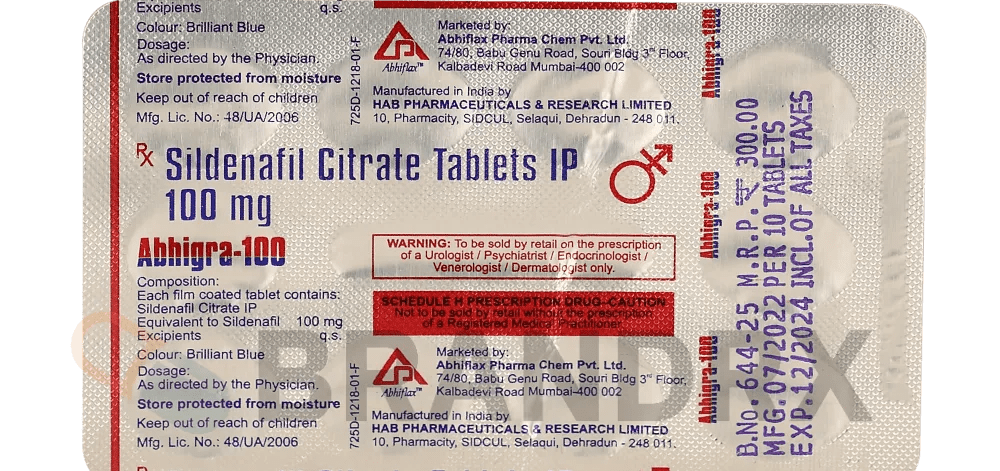 Excipients q.s.
Colour: Brilliant Blue
Dosage:
As directed by the Physician.
Store protected from moisture
Keep out of reach of children
Mfg. Lic. No.: 48/UA/2006
725D-1218-01-F
Abhiflax™
Marketed by:
Abhiflax Pharma Chem Pvt. Ltd.
74/80, Babu Genu Road, Souri Bldg 3rd Floor,
Kalbadevi Road Mumbai-400 002
Manufactured in India by
HAB PHARMACEUTICALS & RESEARCH LIMITED
10, Pharmacity, SIDCUL, Selaqui, Dehradun - 248 011.
Rx Sildenafil Citrate Tablets IP
100 mg
Abhigra-100
Composition:
Each film coated tablet contains:
Sildenafil Citrate IP
Equivalent to Sildenafil 100 mg
Excipients q.s.
Colour: Brilliant Blue
Dosage:
As directed by the Physician.
Store protected from moisture
Keep out of reach of children
Mfg. Lic. No.: 48/UA/2006
WARNING: To be sold by retail on the prescription
of a Urologist / Psychiatrist / Endocrinologist /
Venerologist / Dermatologist only.
SCHEDULE H PRESCRIPTION DRUG-CAUTION
Not to be sold by retail without the prescription
of a Registered Medical Practitioner.
725D-1218-01-F
Abhiflax™
Marketed by:
Abhiflax Pharma Chem Pvt. Ltd.
74/80, Babu Genu Road, Souri Bldg 3rd Floor,
Kalbadevi Road Mumbai-400 002
Manufactured in India by
HAB PHARMACEUTICALS & RESEARCH LIMITED
10, Pharmacity, SIDCUL, Selaqui, Dehradun - 248 011.
Abhigra-100
Abhigra-100
Abhigra-100
B.No. 644-25 M.R.P. ₹ 300.00
MFG.07/2022 PER 10 TABLETS
EXP.12/2024 INCL.OF ALL TAXES
BRANDRX